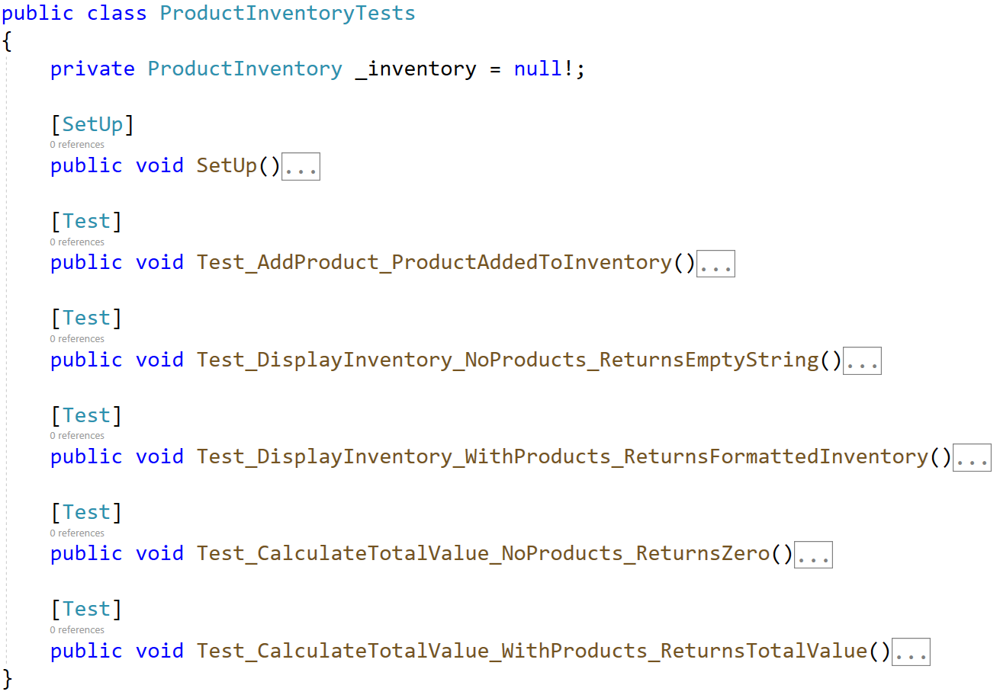 public class ProductInventoryTests
{
private ProductInventory _inventory = null!;
[SetUp]
0 references
public void SetUp()...
[Test]
0 references
public void Test_AddProduct_ProductAddedToInventory()...
[Test]
0 references
public void Test_DisplayInventory_NoProducts_ReturnsEmptyString()...
[Test]
0 references
public void Test_DisplayInventory_WithProducts_ReturnsFormattedInventory()...
[Test]
0 references
public void Test_CalculateTotalValue_NoProducts_ReturnsZero()...
[Test]
0 references
public void Test_CalculateTotalValue_WithProducts_ReturnsTotalValue()...
}